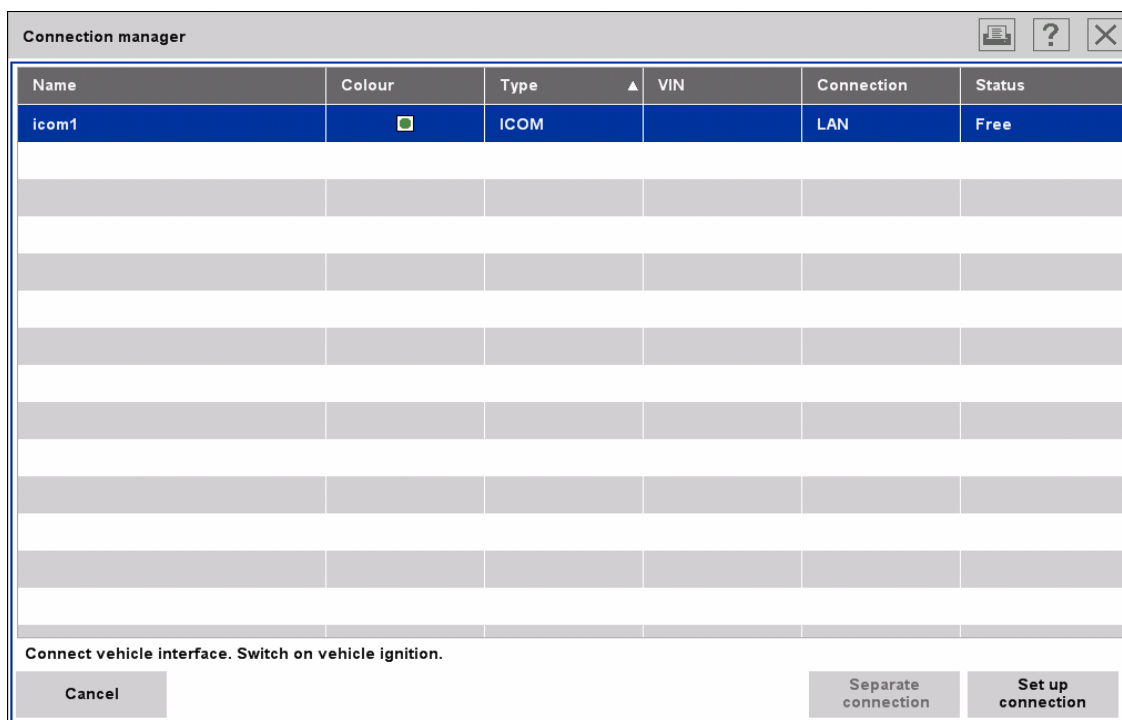 Connection manager
?
Name Colour Type ▲ VIN Connection Status
icom1 ICOM LAN Free
Connect vehicle interface. Switch on vehicle ignition.
Cancel
Separate
connection
Set up
connection